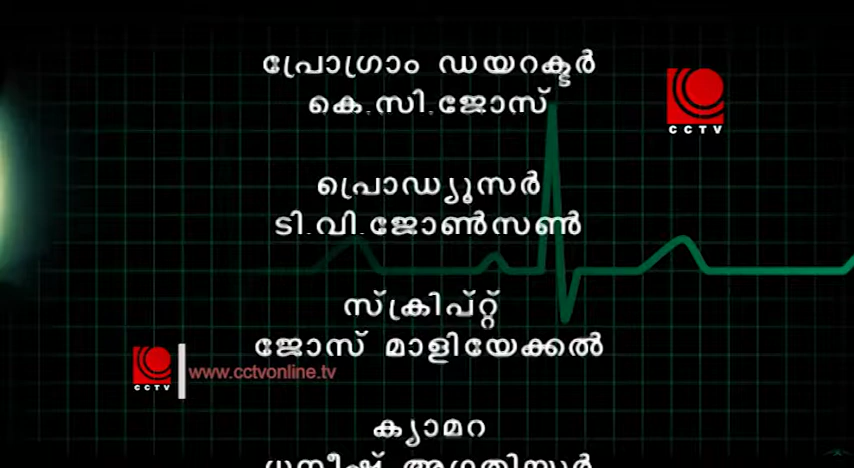 പ്രോഗ്രാം ഡയറക്ടർ
കെ.സി.ജോസ്
CCTV
പ്രൊഡ്യൂസർ
ടി.വി.ജോൺസൺ
സ്ക്രിപ്റ്റ്
ജോസ് മാളിയേക്കൽ
CCTV
www.cctvonline.tv
ക്യാമറ